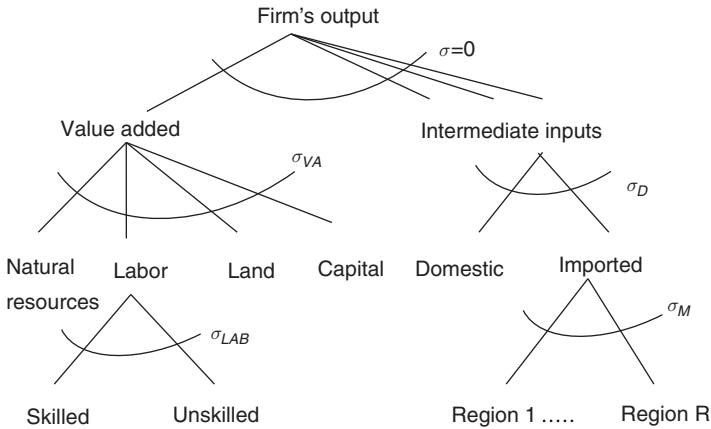 Firm's output
σ=0
Value added
Intermediate inputs
σVA
σD
Natural resources
Labor
Land
Capital
Domestic
Imported
σLAB
σM
Skilled
Unskilled
Region 1 .....
Region R